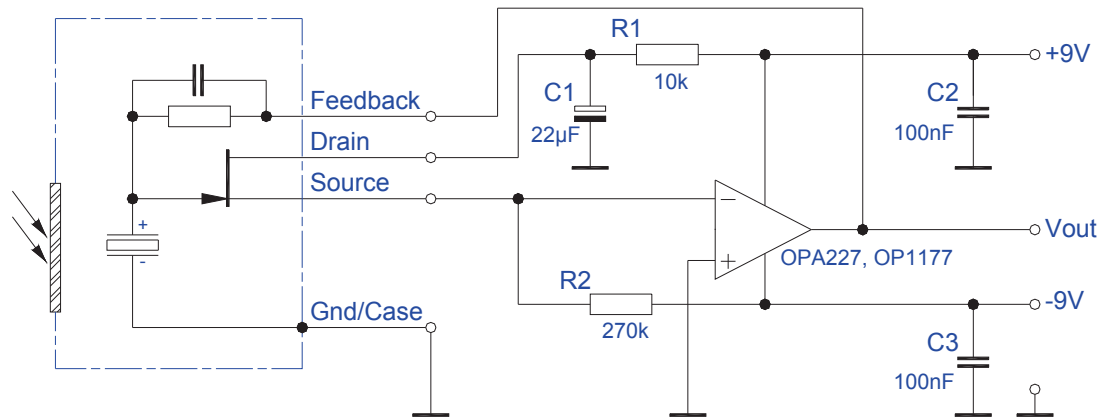 R1
10k
+9V
C1
22µF
C2
100nF
Feedback
Drain
Source
+
-
−
+
OPA227, OP1177
Vout
R2
270k
-9V
Gnd/Case
C3
100nF